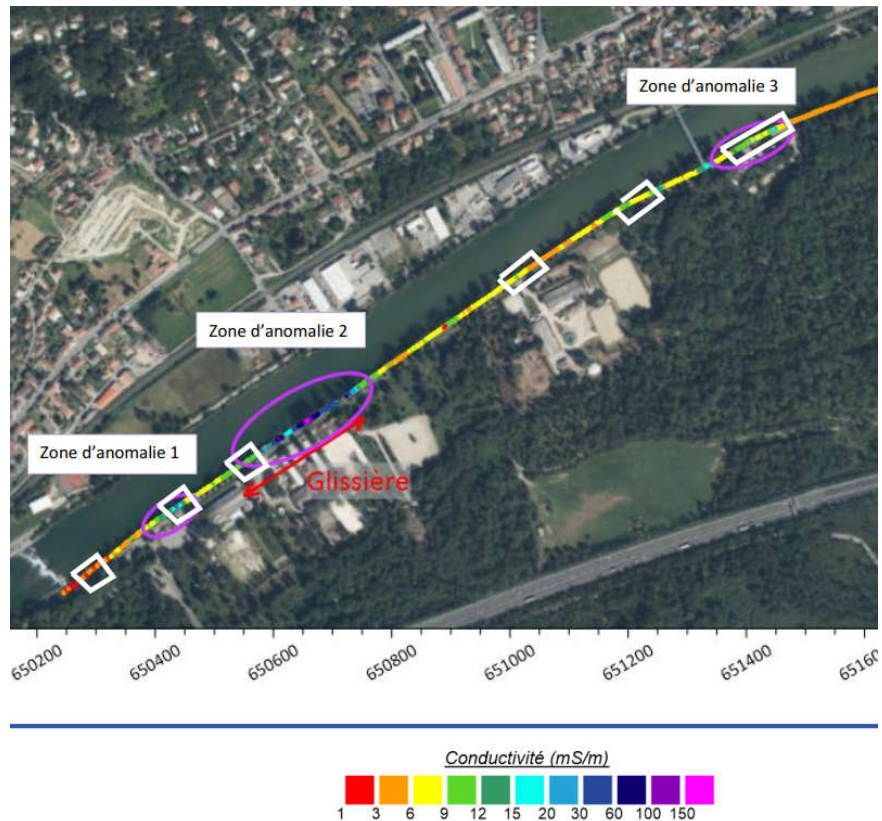 Zone d'anomalie 3
Zone d'anomalie 2
Zone d'anomalie 1
Glissière
650200
650400
650600
650800
651000
651200
651400
65160
Conductivité (mS/m)
1 3 6 9 12 15 20 30 60 100 150